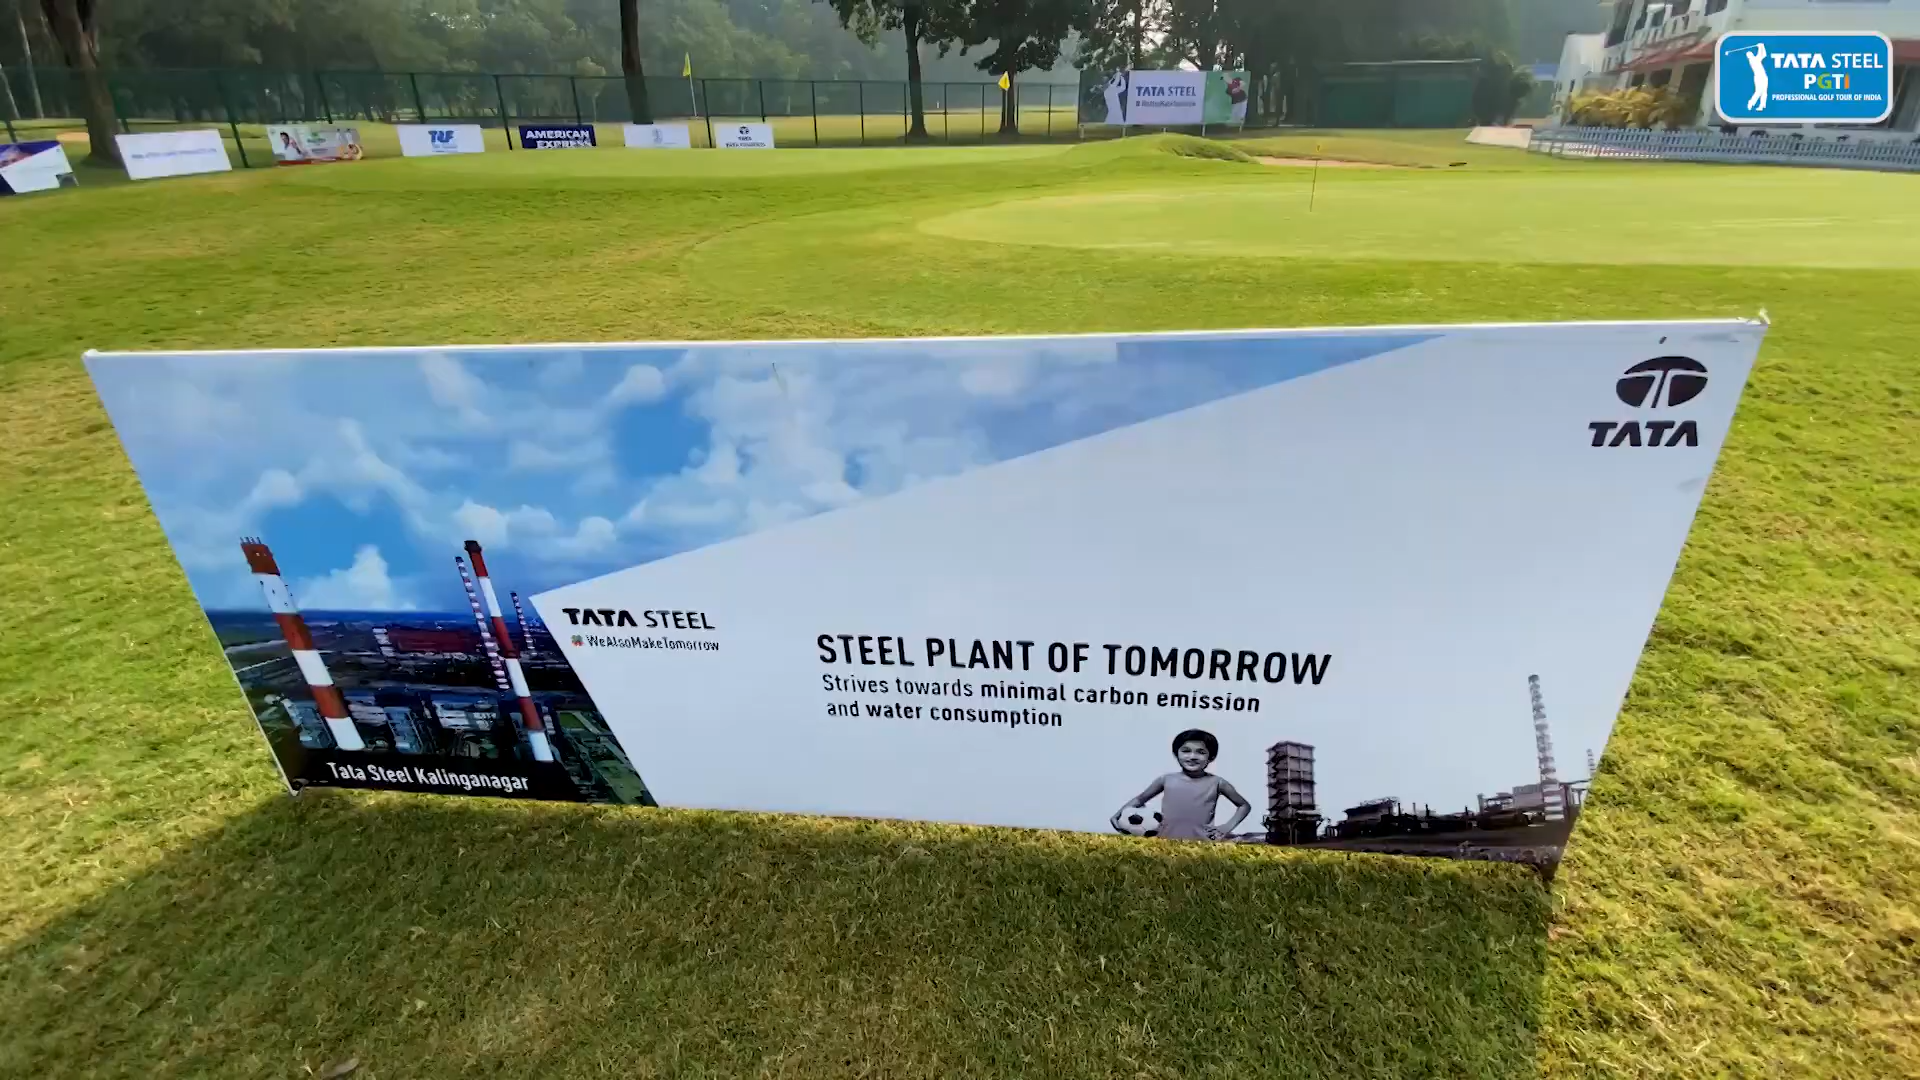 TATA STEEL
PGTI
PROFESSIONAL GOLF TOUR OF INDIA
AMERICAN
EXPRESS
TATA STEEL
#WeAlsoMakeTomorrow
TATA
TATA STEEL
#WeAlsoMakeTomorrow
STEEL PLANT OF TOMORROW
Strives towards minimal carbon emission
and water consumption
Tata Steel Kalinganagar